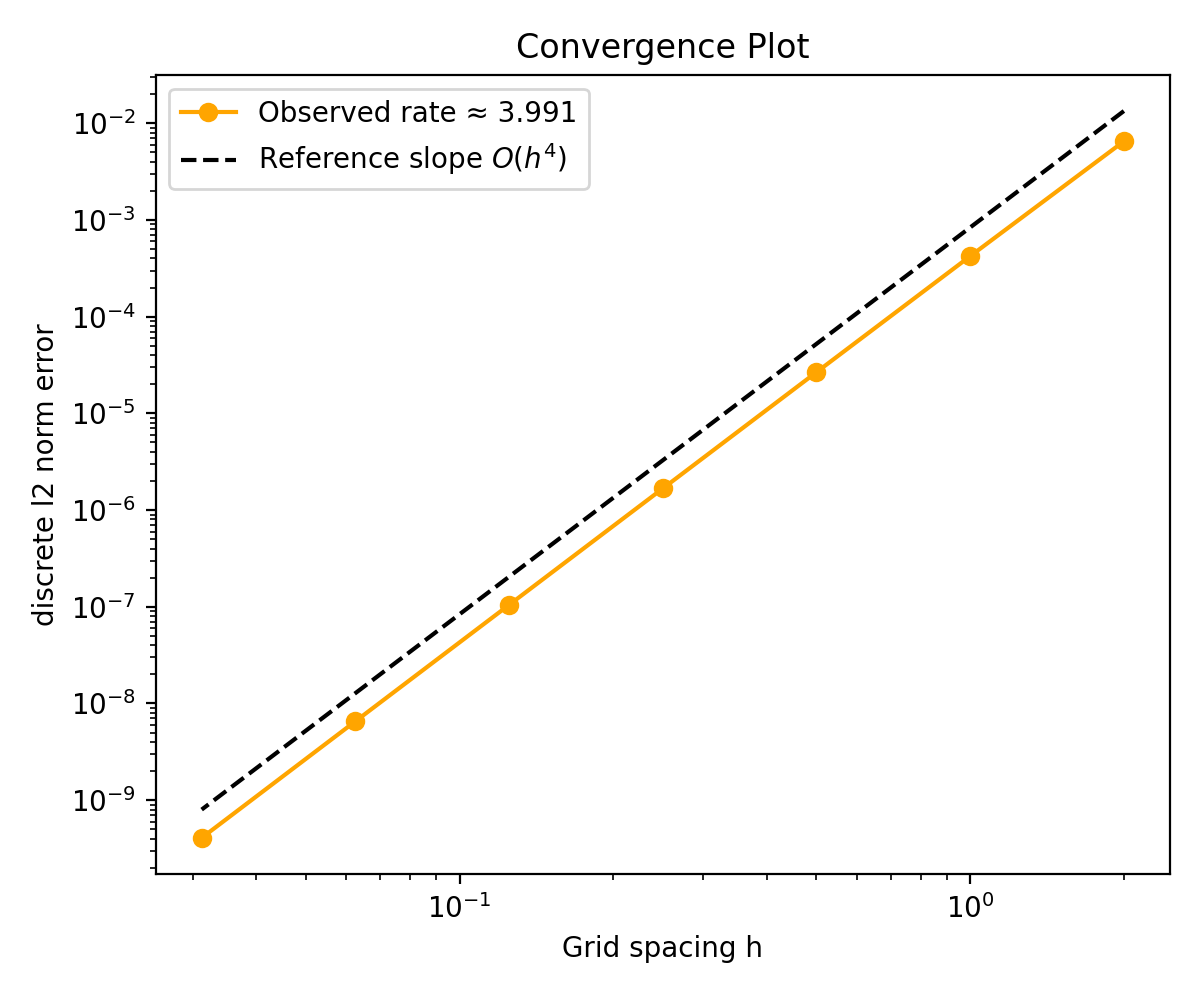 Convergence Plot
Observed rate ≈ 3.991
Reference slope O(h⁴)
10⁻²
10⁻³
10⁻⁴
10⁻⁵
10⁻⁶
10⁻⁷
10⁻⁸
10⁻⁹
discrete l2 norm error
10⁻¹ 10⁰
Grid spacing h